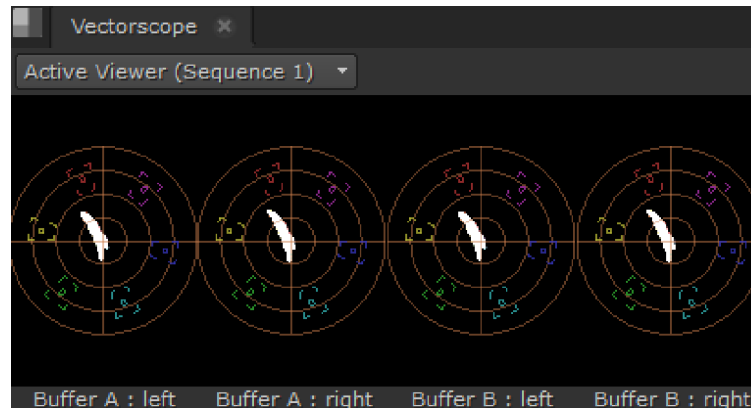 Vectorscope
Active Viewer (Sequence 1)
Buffer A : left Buffer A : right Buffer B : left Buffer B : right